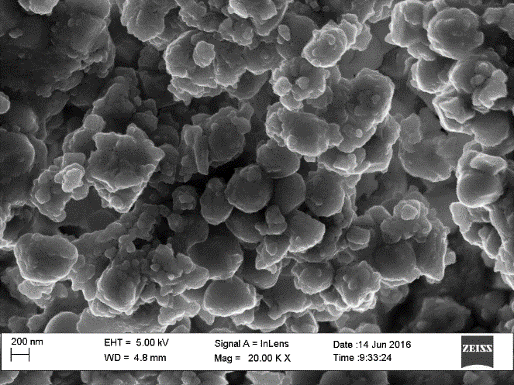 200 nm
EHT = 5.00 kV
Signal A = InLens
Date :14 Jun 2016
WD = 4.8 mm
Mag = 20.00 K X
Time :9:33:24
ZEISS